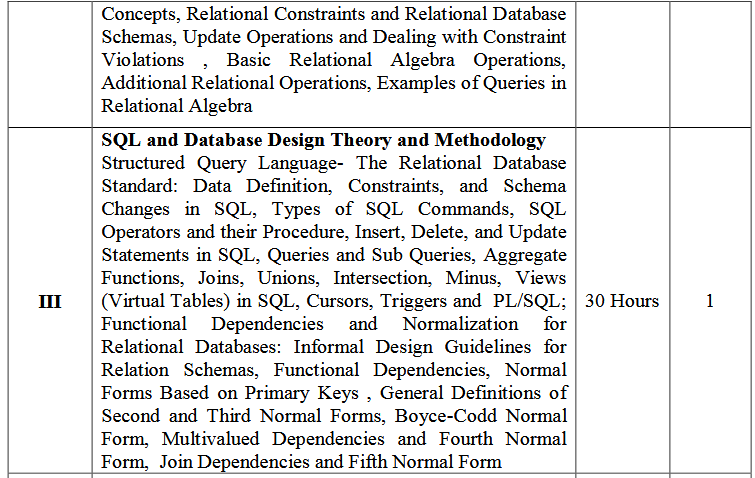 Concepts, Relational Constraints and Relational Database
Schemas, Update Operations and Dealing with Constraint
Violations , Basic Relational Algebra Operations,
Additional Relational Operations, Examples of Queries in
Relational Algebra
SQL and Database Design Theory and Methodology
Structured Query Language- The Relational Database
Standard: Data Definition, Constraints, and Schema
Changes in SQL, Types of SQL Commands, SQL
Operators and their Procedure, Insert, Delete, and Update
Statements in SQL, Queries and Sub Queries, Aggregate
Functions, Joins, Unions, Intersection, Minus, Views
III (Virtual Tables) in SQL, Cursors, Triggers and PL/SQL; 30 Hours 1
Functional Dependencies and Normalization for
Relational Databases: Informal Design Guidelines for
Relation Schemas, Functional Dependencies, Normal
Forms Based on Primary Keys , General Definitions of
Second and Third Normal Forms, Boyce-Codd Normal
Form, Multivalued Dependencies and Fourth Normal
Form, Join Dependencies and Fifth Normal Form